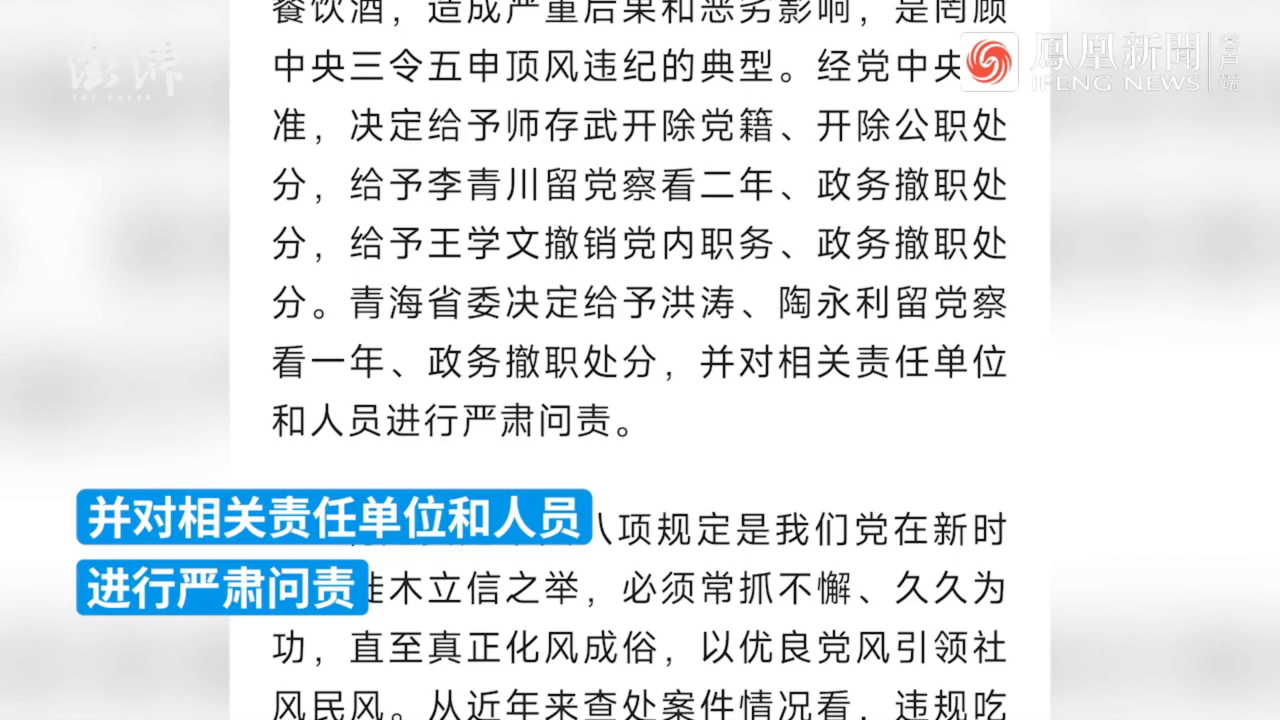 餐饮酒，造成严重后果和恶劣影响，是罔顾
中央三令五申顶风违纪的典型。经党中央
准，决定给予师存武开除党籍、开除公职处
分，给予李青川留党察看二年、政务撤职处
分，给予王学文撤销党内职务、政务撤职处
分。青海省委决定给予洪涛、陶永利留党察
看一年、政务撤职处分，并对相关责任单位
和人员进行严肃问责。
八项规定是我们党在新时
徙木立信之举，必须常抓不懈、久久为
功，直至真正化风成俗，以优良党风引领社
风民风。从近年来查处案件情况看，违规吃
并对相关责任单位和人员
进行严肃问责
澎湃
THE PAPER
鳳凰新聞
IFENG NEWS
客户端